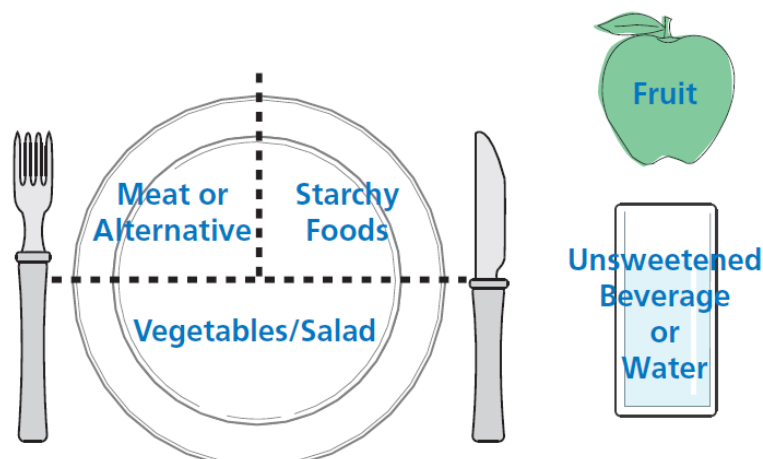 Fruit
Meat or
Alternative
Starchy
Foods
Vegetables/Salad
Unsweetened
Beverage
or
Water